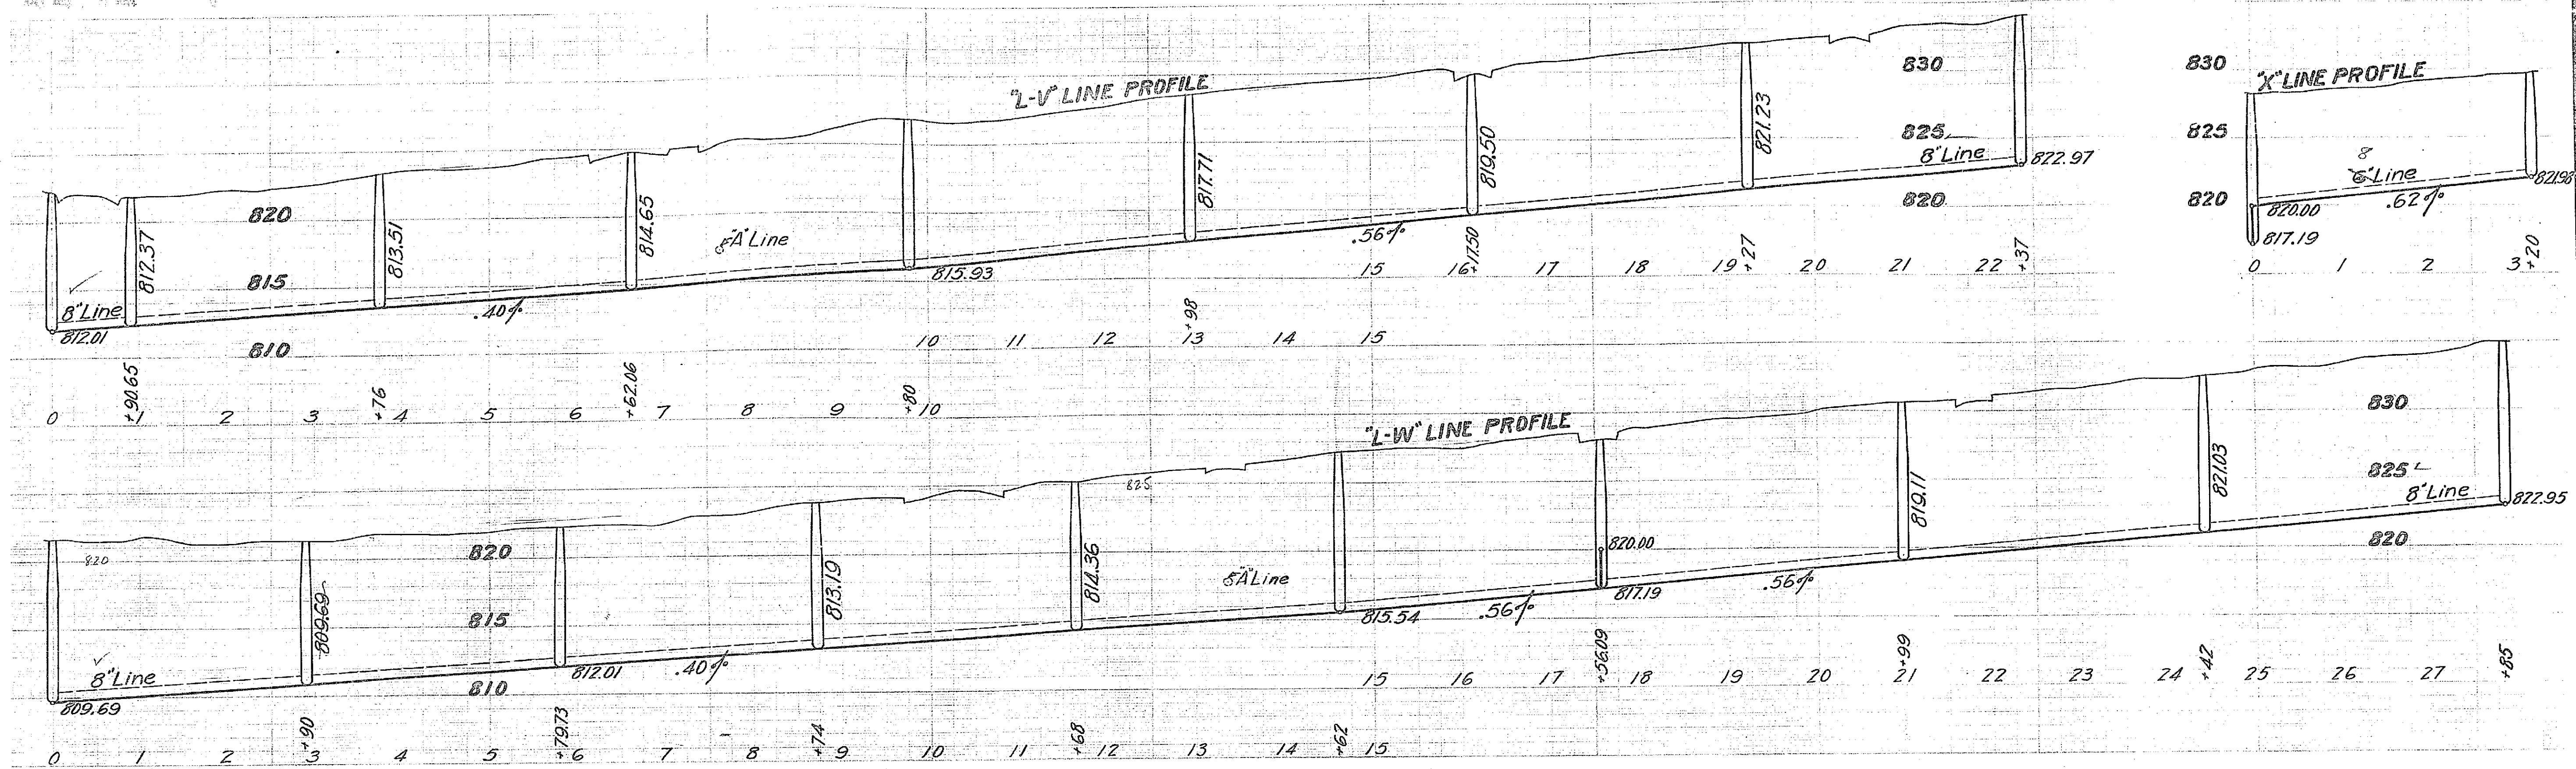 "L-V" LINE PROFILE
830
825
820
815
810
812.37
813.51
814.65
817.71
819.50
821.23
8" Line
822.97
820
8" Line
812.01
.40%
8" "A" Line
815.93
.56%
15 16 +17.50 17 18 19 +27 20 21 22 +37
10 11 12 +98 13 14 15
0 +90.65 1 2 3 +76 4 5 6 +62.06 7 8 9 +80 10
"X" LINE PROFILE
830
825
820
8
6" Line
.62%
820.00
817.19
821.98
0 1 2 3 +20
"L-W" LINE PROFILE
830
825
825
820
820
820
815
810
809.69
813.19
814.36
819.11
821.03
8" Line
822.95
8" Line
809.69
812.01
.40%
8" "A" Line
815.54
.56%
820.00
817.19
.56%
15 16 17 +56.09 18 19 20 +99 21 22 23 24 +42 25 26 27 +85
0 1 2 +90 3 4 5 +79.73 6 7 8 +74 9 10 11 +68 12 13 14 +62 15